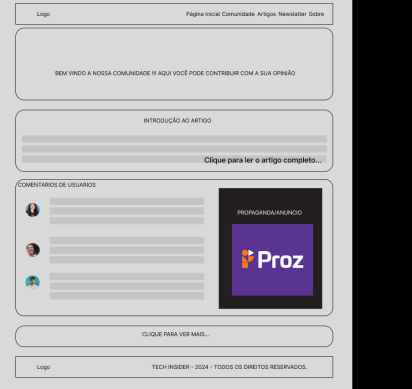 Logo
Página Inicial Comunidade Artigos Newslatter Sobre
BEM VINDO A NOSSA COMUNIDADE !!! AQUI VOCÊ PODE CONTRIBUIR COM A SUA OPINIÃO
INTRODUÇÃO AO ARTIGO
Clique para ler o artigo completo...
COMENTARIOS DE USUARIOS
PROPAGANDA/ANUNCIO
Proz
CLIQUE PARA VER MAIS...
Logo
TECH INSIDER - 2024 - TODOS OS DIREITOS RESERVADOS.